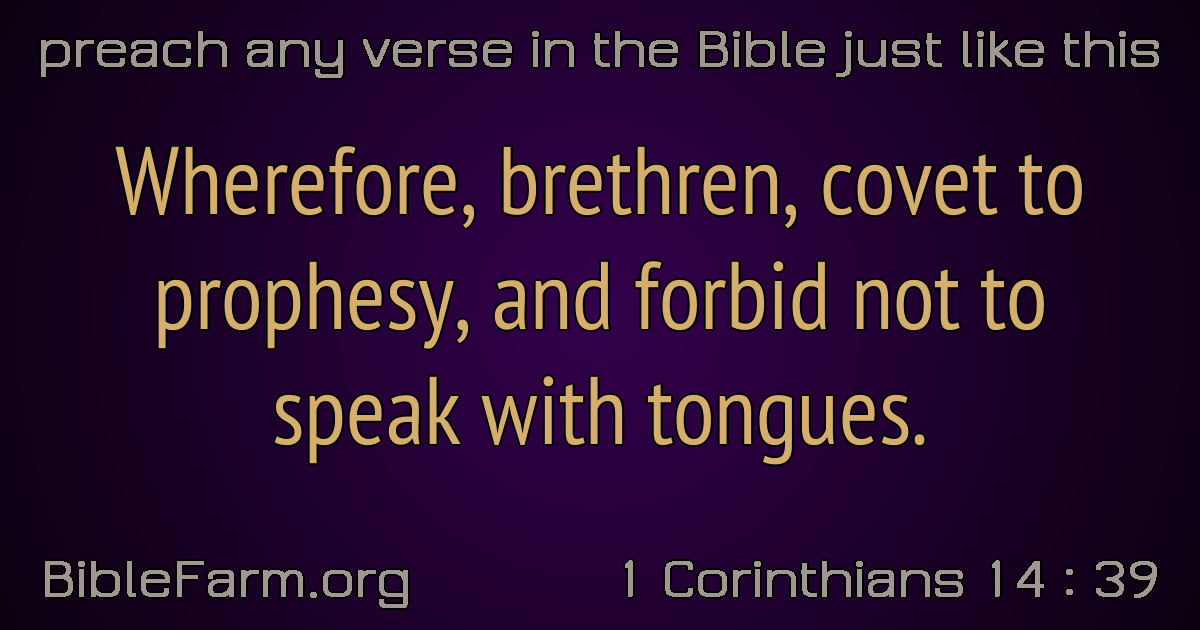 preach any verse in the Bible just like this
Wherefore, brethren, covet to
prophesy, and forbid not to
speak with tongues.
BibleFarm.org
1 Corinthians 14 : 39